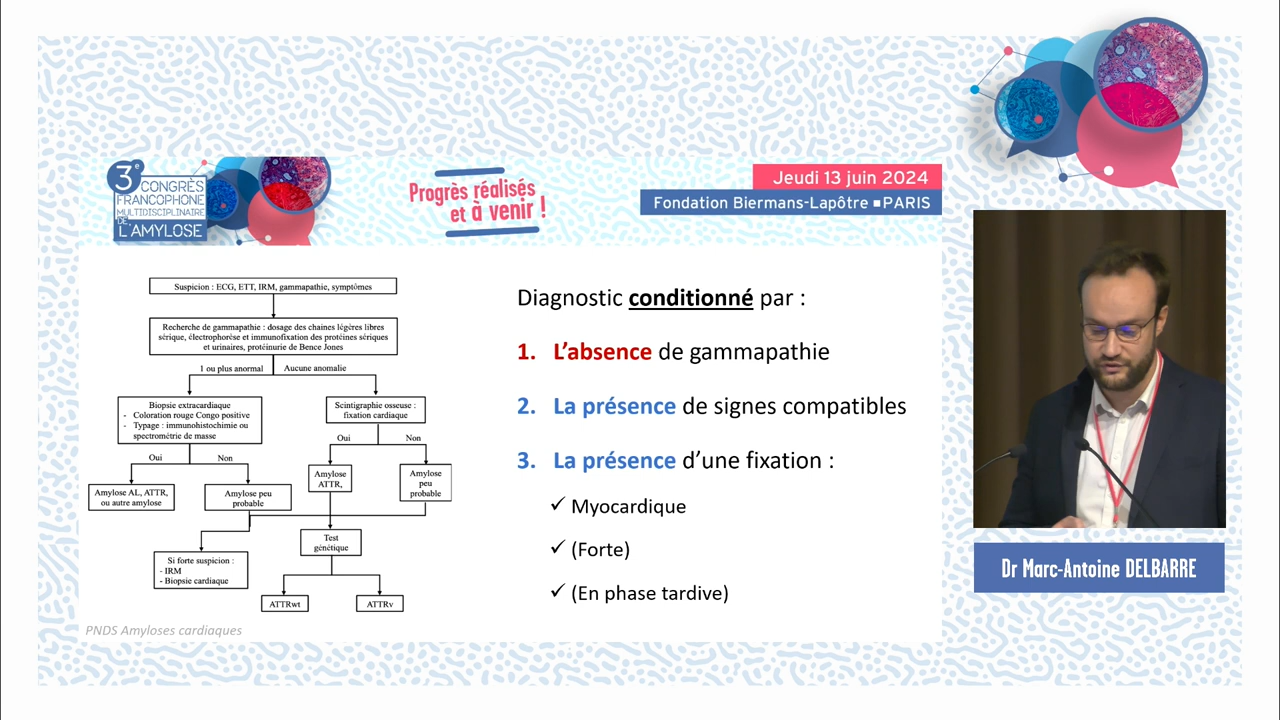 3e
CONGRÈS
FRANCOPHONE
MULTIDISCIPLINAIRE
DE
L'AMYLOSE
Progrès réalisés
et à venir !
Jeudi 13 juin 2024
Fondation Biermans-Lapôtre ■ PARIS
Suspicion : ECG, ETT, IRM, gammapathie, symptômes
Recherche de gammapathie : dosage des chaines légères libres
sérique, électrophorèse et immunofixation des protéines sériques
et urinaires, protéinurie de Bence Jones
1 ou plus anormal
Aucune anomalie
Biopsie extracardiaque
- Coloration rouge Congo positive
- Typage : immunohistochimie ou
spectrométrie de masse
Scintigraphie osseuse :
fixation cardiaque
Oui
Non
Oui
Non
Amylose AL, ATTR,
ou autre amylose
Amylose peu
probable
Amylose
ATTR,
Amylose
peu
probable
Si forte suspicion :
- IRM
- Biopsie cardiaque
Test
génétique
ATTRwt
ATTRv
PNDS Amyloses cardiaques
Diagnostic conditionné par :
1. L’absence de gammapathie
2. La présence de signes compatibles
3. La présence d’une fixation :
✓ Myocardique
✓ (Forte)
✓ (En phase tardive)
Dr Marc-Antoine DELBARRE